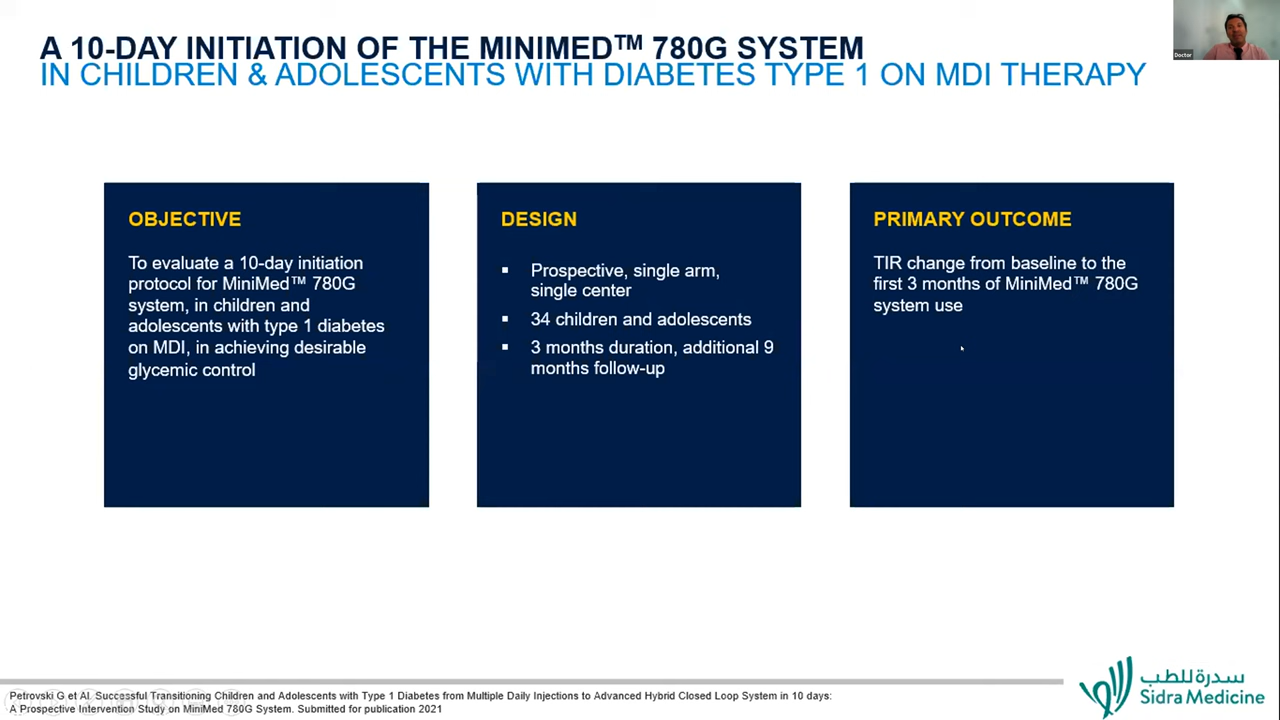 A 10-DAY INITIATION OF THE MINIMED™ 780G SYSTEM
IN CHILDREN & ADOLESCENTS WITH DIABETES TYPE 1 ON MDI THERAPY
Doctor
OBJECTIVE
To evaluate a 10-day initiation
protocol for MiniMed™ 780G
system, in children and
adolescents with type 1 diabetes
on MDI, in achieving desirable
glycemic control
DESIGN
▪ Prospective, single arm,
single center
▪ 34 children and adolescents
▪ 3 months duration, additional 9
months follow-up
PRIMARY OUTCOME
TIR change from baseline to the
first 3 months of MiniMed™ 780G
system use
Petrovski G et Al. Successful Transitioning Children and Adolescents with Type 1 Diabetes from Multiple Daily Injections to Advanced Hybrid Closed Loop System in 10 days:
A Prospective Intervention Study on MiniMed 780G System. Submitted for publication 2021
سدرة للطب
Sidra Medicine